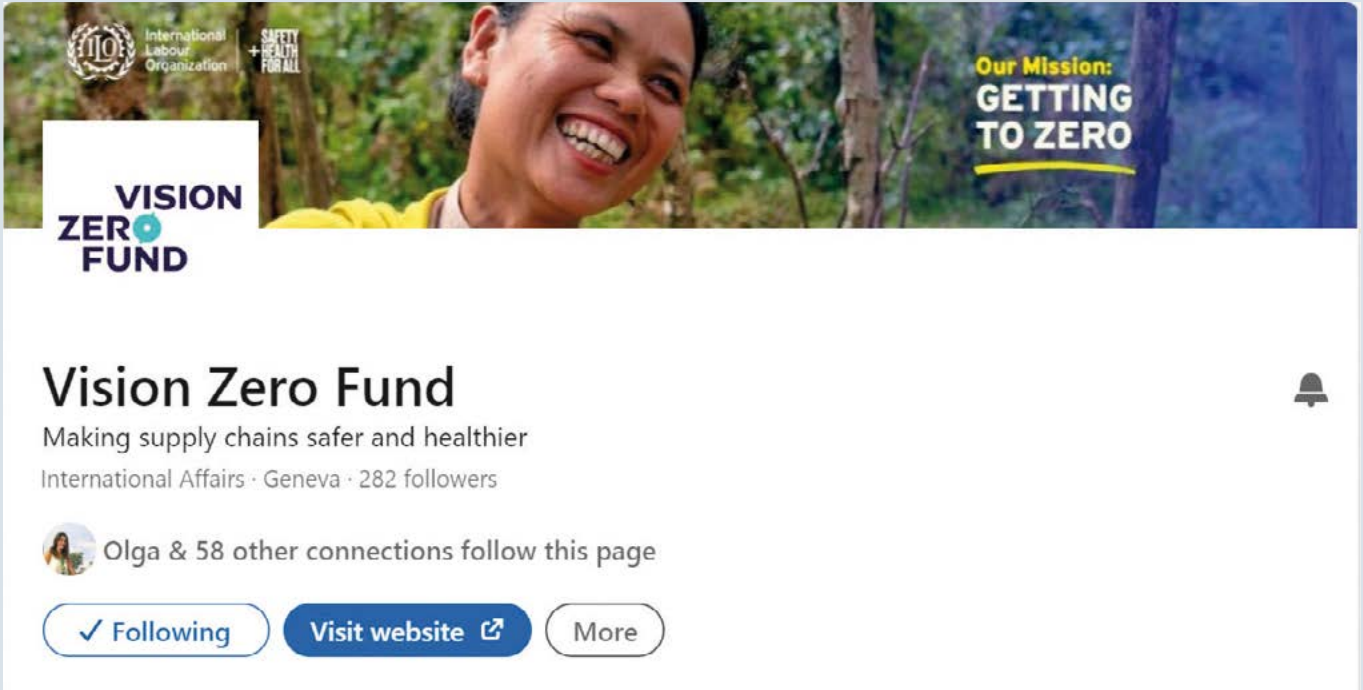 International
Labour
Organization
SAFETY
+ HEALTH
FOR ALL
Our Mission:
GETTING
TO ZERO
VISION
ZERO
FUND
Vision Zero Fund
Making supply chains safer and healthier
International Affairs · Geneva · 282 followers
Olga & 58 other connections follow this page
✓ Following
Visit website
More